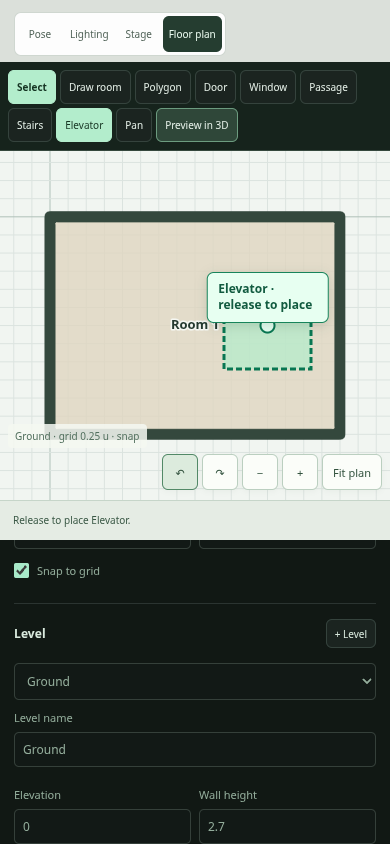 Pose Lighting Stage Floor plan
Select Draw room Polygon Door Window Passage
Stairs Elevator Pan Preview in 3D
Elevator ·
release to place
Room
Ground · grid 0.25 u · snap
↶ ↷ − + Fit plan
Release to place Elevator.
Snap to grid
Level + Level
Ground
Level name
Ground
Elevation Wall height
0 2.7